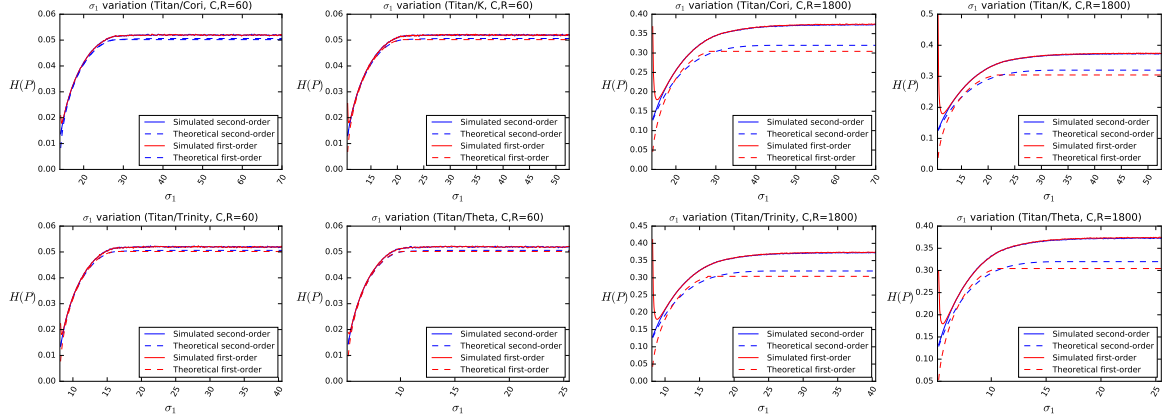 σ1 variation (Titan/Cori, C,R=60)
0.06
0.05
0.04
0.03
0.02
0.01
0.00
H(P)
Simulated second-order
Theoretical second-order
Simulated first-order
Theoretical first-order
20
30
40
50
60
70
σ1
σ1 variation (Titan/K, C,R=60)
0.06
0.05
0.04
0.03
0.02
0.01
0.00
H(P)
Simulated second-order
Theoretical second-order
Simulated first-order
Theoretical first-order
15
20
25
30
35
40
45
50
σ1
σ1 variation (Titan/Cori, C,R=1800)
0.40
0.35
0.30
0.25
0.20
0.15
0.10
0.05
0.00
H(P)
Simulated second-order
Theoretical second-order
Simulated first-order
Theoretical first-order
20
30
40
50
60
70
σ1
σ1 variation (Titan/K, C,R=1800)
0.5
0.4
0.3
0.2
0.1
0.0
H(P)
Simulated second-order
Theoretical second-order
Simulated first-order
Theoretical first-order
15
20
25
30
35
40
45
50
σ1
σ1 variation (Titan/Trinity, C,R=60)
0.06
0.05
0.04
0.03
0.02
0.01
0.00
H(P)
Simulated second-order
Theoretical second-order
Simulated first-order
Theoretical first-order
10
15
20
25
30
35
40
σ1
σ1 variation (Titan/Theta, C,R=60)
0.06
0.05
0.04
0.03
0.02
0.01
0.00
H(P)
Simulated second-order
Theoretical second-order
Simulated first-order
Theoretical first-order
10
15
20
25
σ1
σ1 variation (Titan/Trinity, C,R=1800)
0.45
0.40
0.35
0.30
0.25
0.20
0.15
0.10
0.05
0.00
H(P)
Simulated second-order
Theoretical second-order
Simulated first-order
Theoretical first-order
10
15
20
25
30
35
40
σ1
σ1 variation (Titan/Theta, C,R=1800)
0.40
0.35
0.30
0.25
0.20
0.15
0.10
0.05
H(P)
Simulated second-order
Theoretical second-order
Simulated first-order
Theoretical first-order
10
15
20
25
σ1